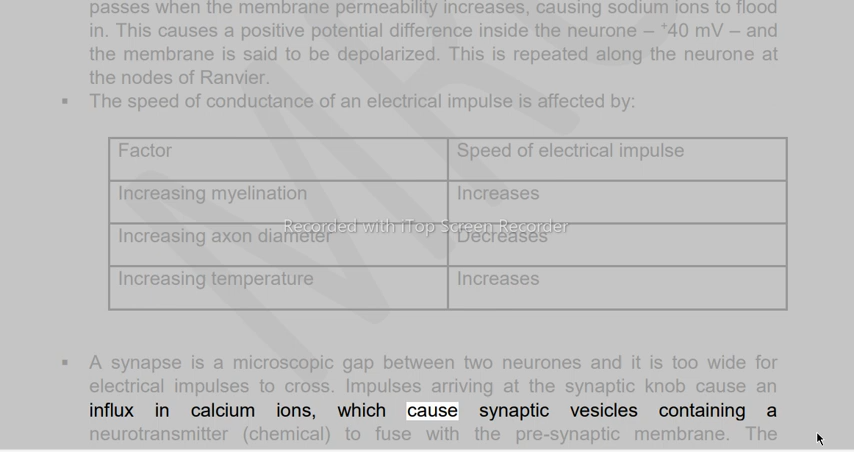 passes when the membrane permeability increases, causing sodium ions to flood
in. This causes a positive potential difference inside the neurone – ⁺40 mV – and
the membrane is said to be depolarized. This is repeated along the neurone at
the nodes of Ranvier.
▪ The speed of conductance of an electrical impulse is affected by:
Factor Speed of electrical impulse
Increasing myelination Increases
Recorded with iTop Screen Recorder
Increasing axon diameter Decreases
Increasing temperature Increases
▪ A synapse is a microscopic gap between two neurones and it is too wide for
electrical impulses to cross. Impulses arriving at the synaptic knob cause an
influx in calcium ions, which cause synaptic vesicles containing a
neurotransmitter (chemical) to fuse with the pre-synaptic membrane. The